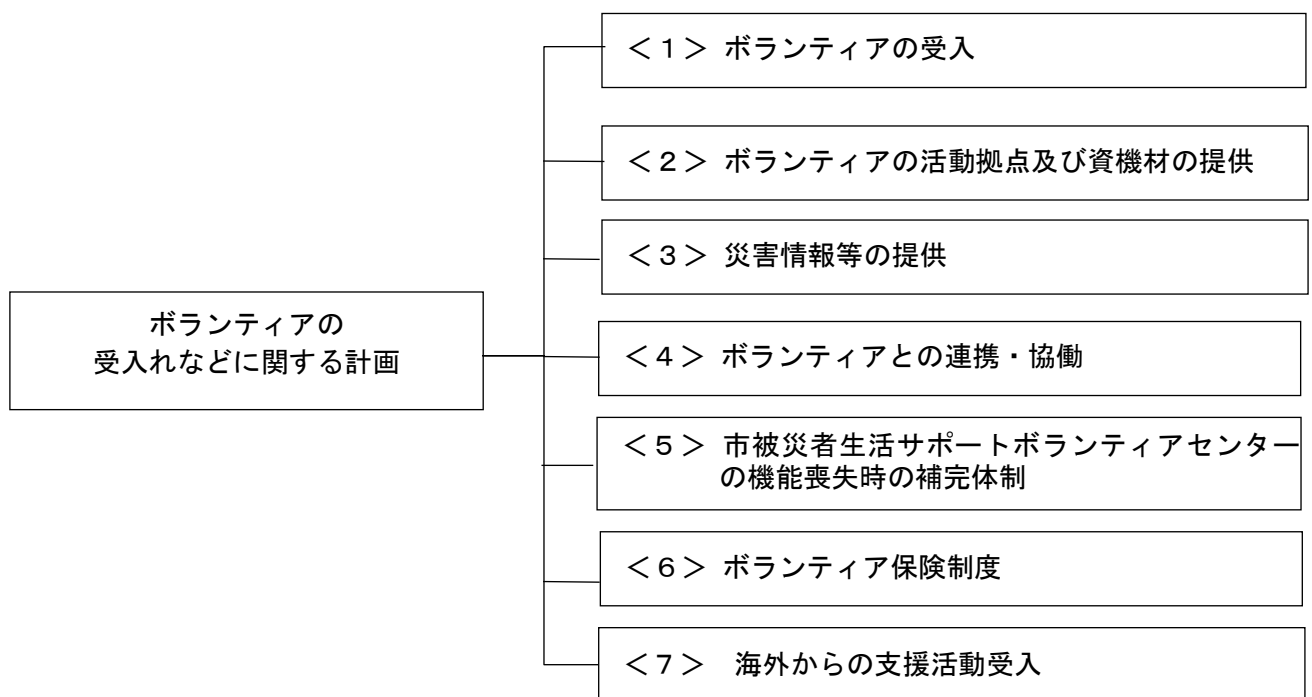 ＜１＞ ボランティアの受入
＜２＞ ボランティアの活動拠点及び資機材の提供
＜３＞ 災害情報等の提供
ボランティアの
受入れなどに関する計画
＜４＞ ボランティアとの連携・協働
＜５＞ 市被災者生活サポートボランティアセンター
の機能喪失時の補完体制
＜６＞ ボランティア保険制度
＜７＞　海外からの支援活動受入